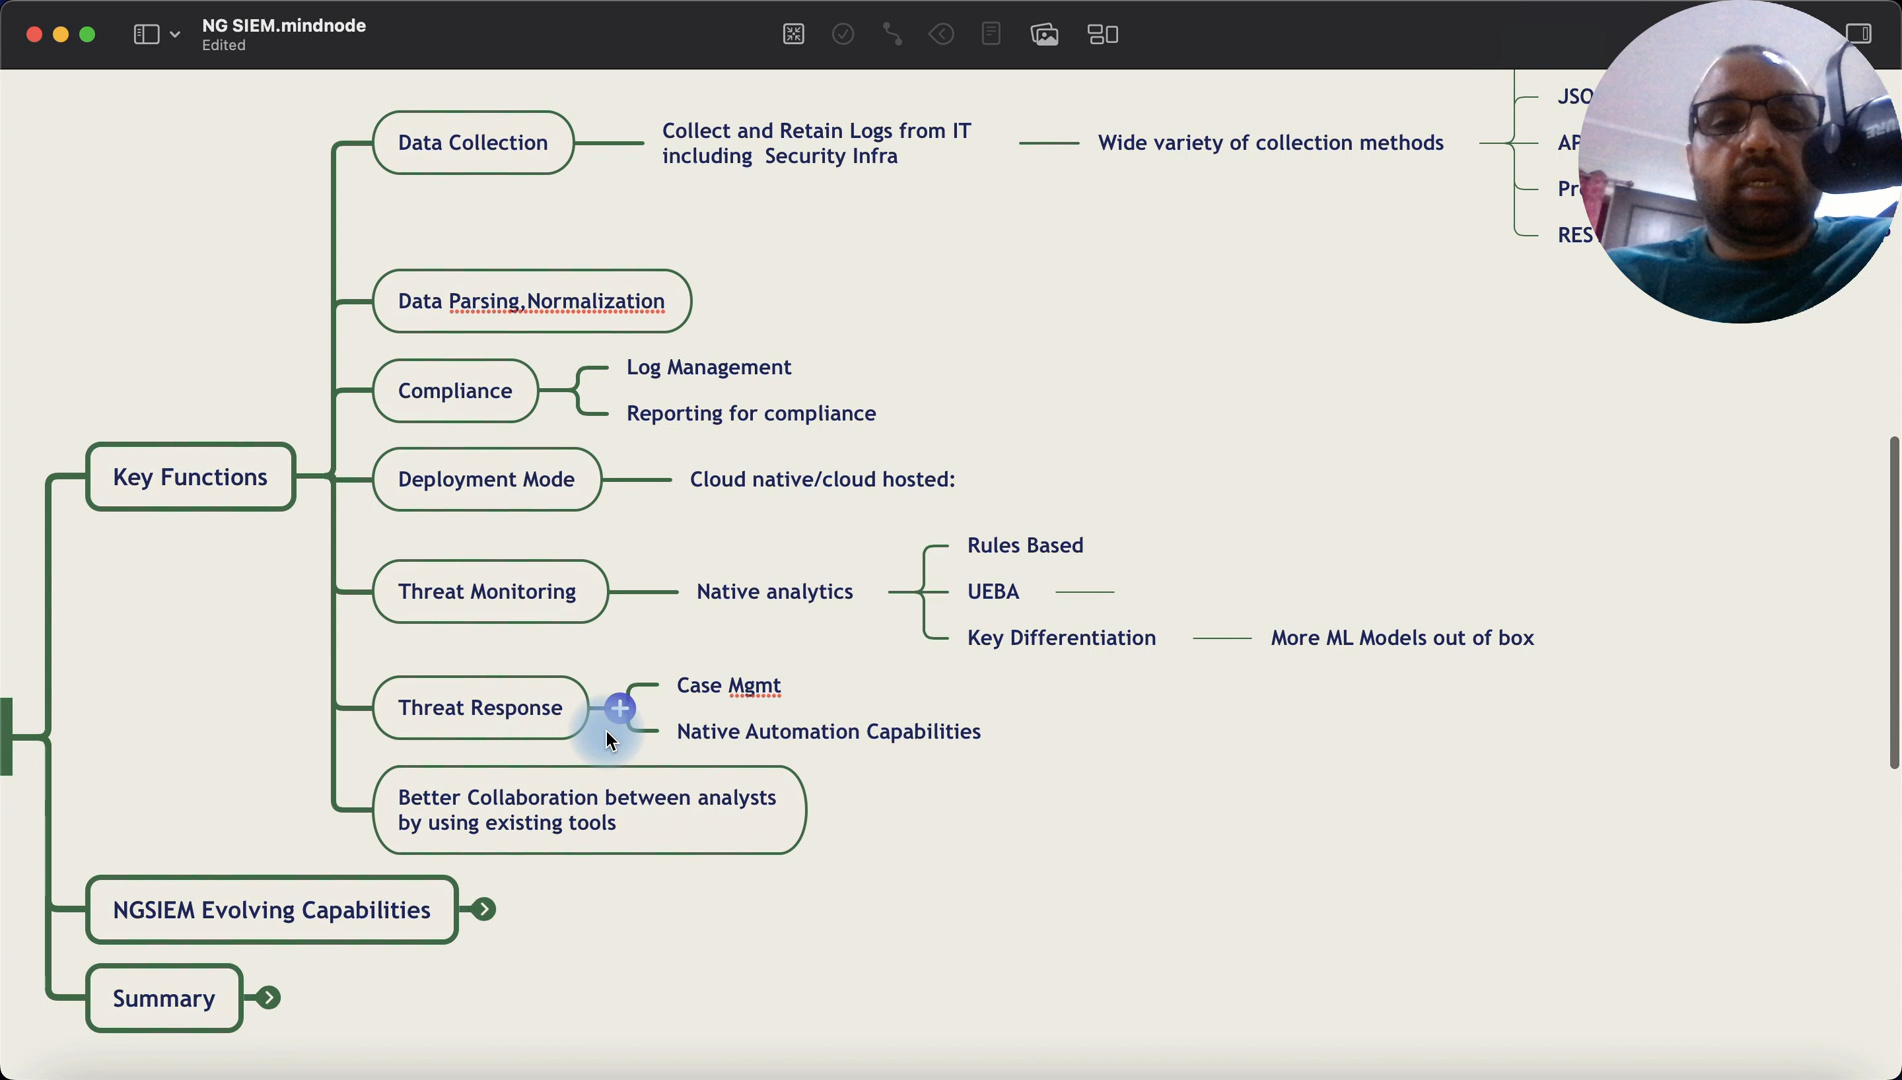 NG SIEM.mindnode
Edited
Data Collection
Collect and Retain Logs from IT
including Security Infra
Wide variety of collection methods
Data Parsing,Normalization
Compliance
Log Management
Reporting for compliance
Key Functions
Deployment Mode
Cloud native/cloud hosted:
Threat Monitoring
Native analytics
Rules Based
UEBA
Key Differentiation
More ML Models out of box
Threat Response
Case Mgmt
Native Automation Capabilities
Better Collaboration between analysts
by using existing tools
NGSIEM Evolving Capabilities
Summary